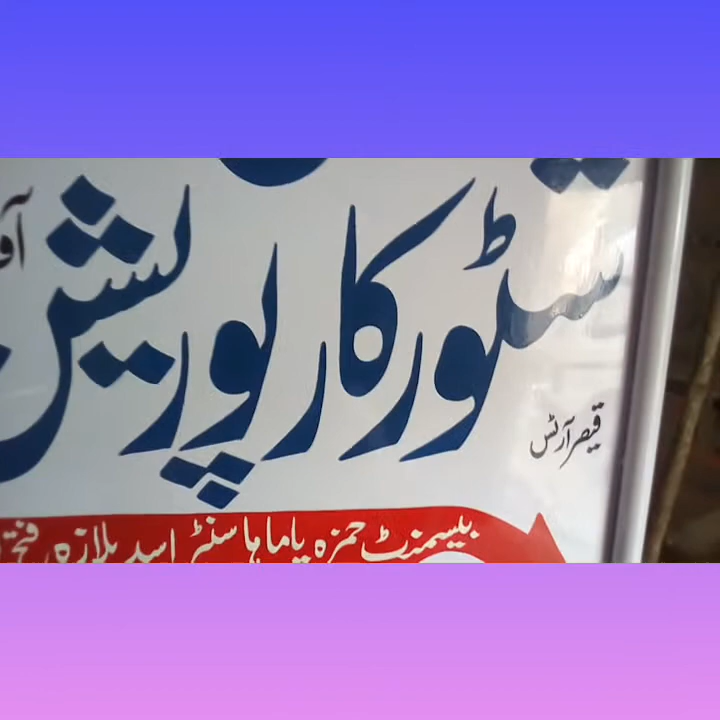 سٹور کارپوریشن
قیصر آرٹس
بیسمنٹ حمزہ یاماہا سنٹر اسد پلازہ